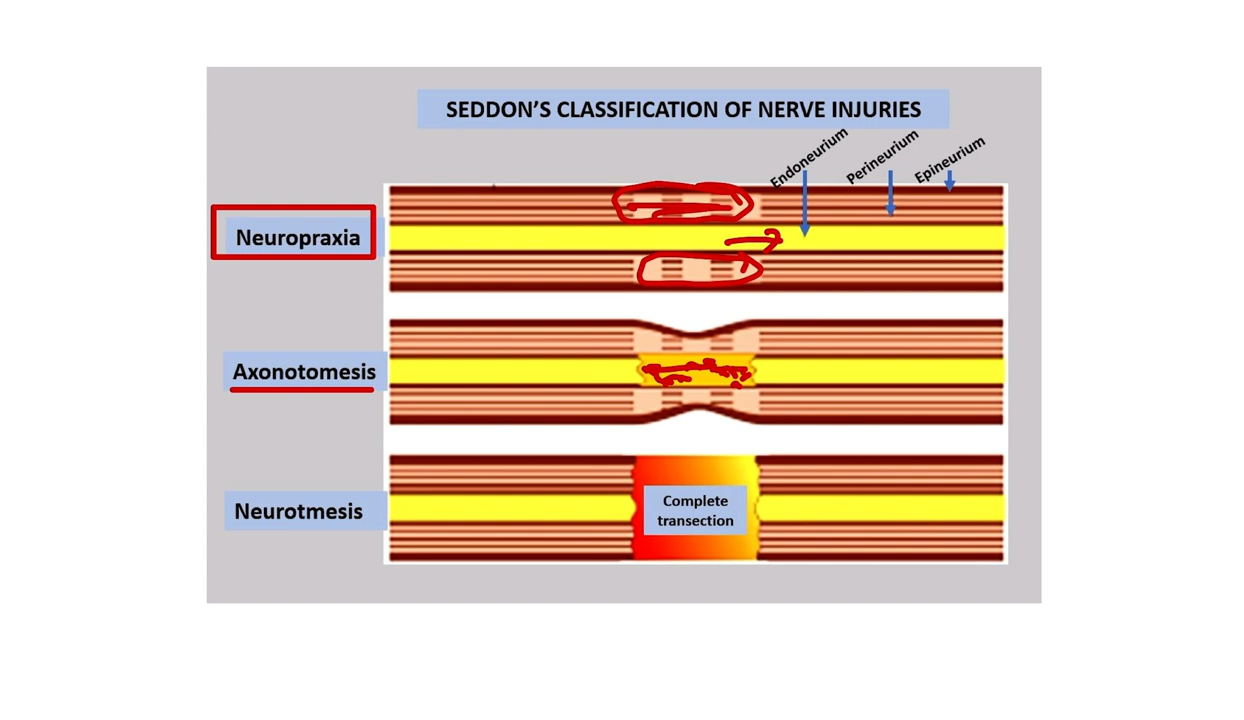 SEDDON'S CLASSIFICATION OF NERVE INJURIES
Endoneurium
Perineurium
Epineurium
Neuropraxia
Axonotomesis
Neurotmesis
Complete
transection